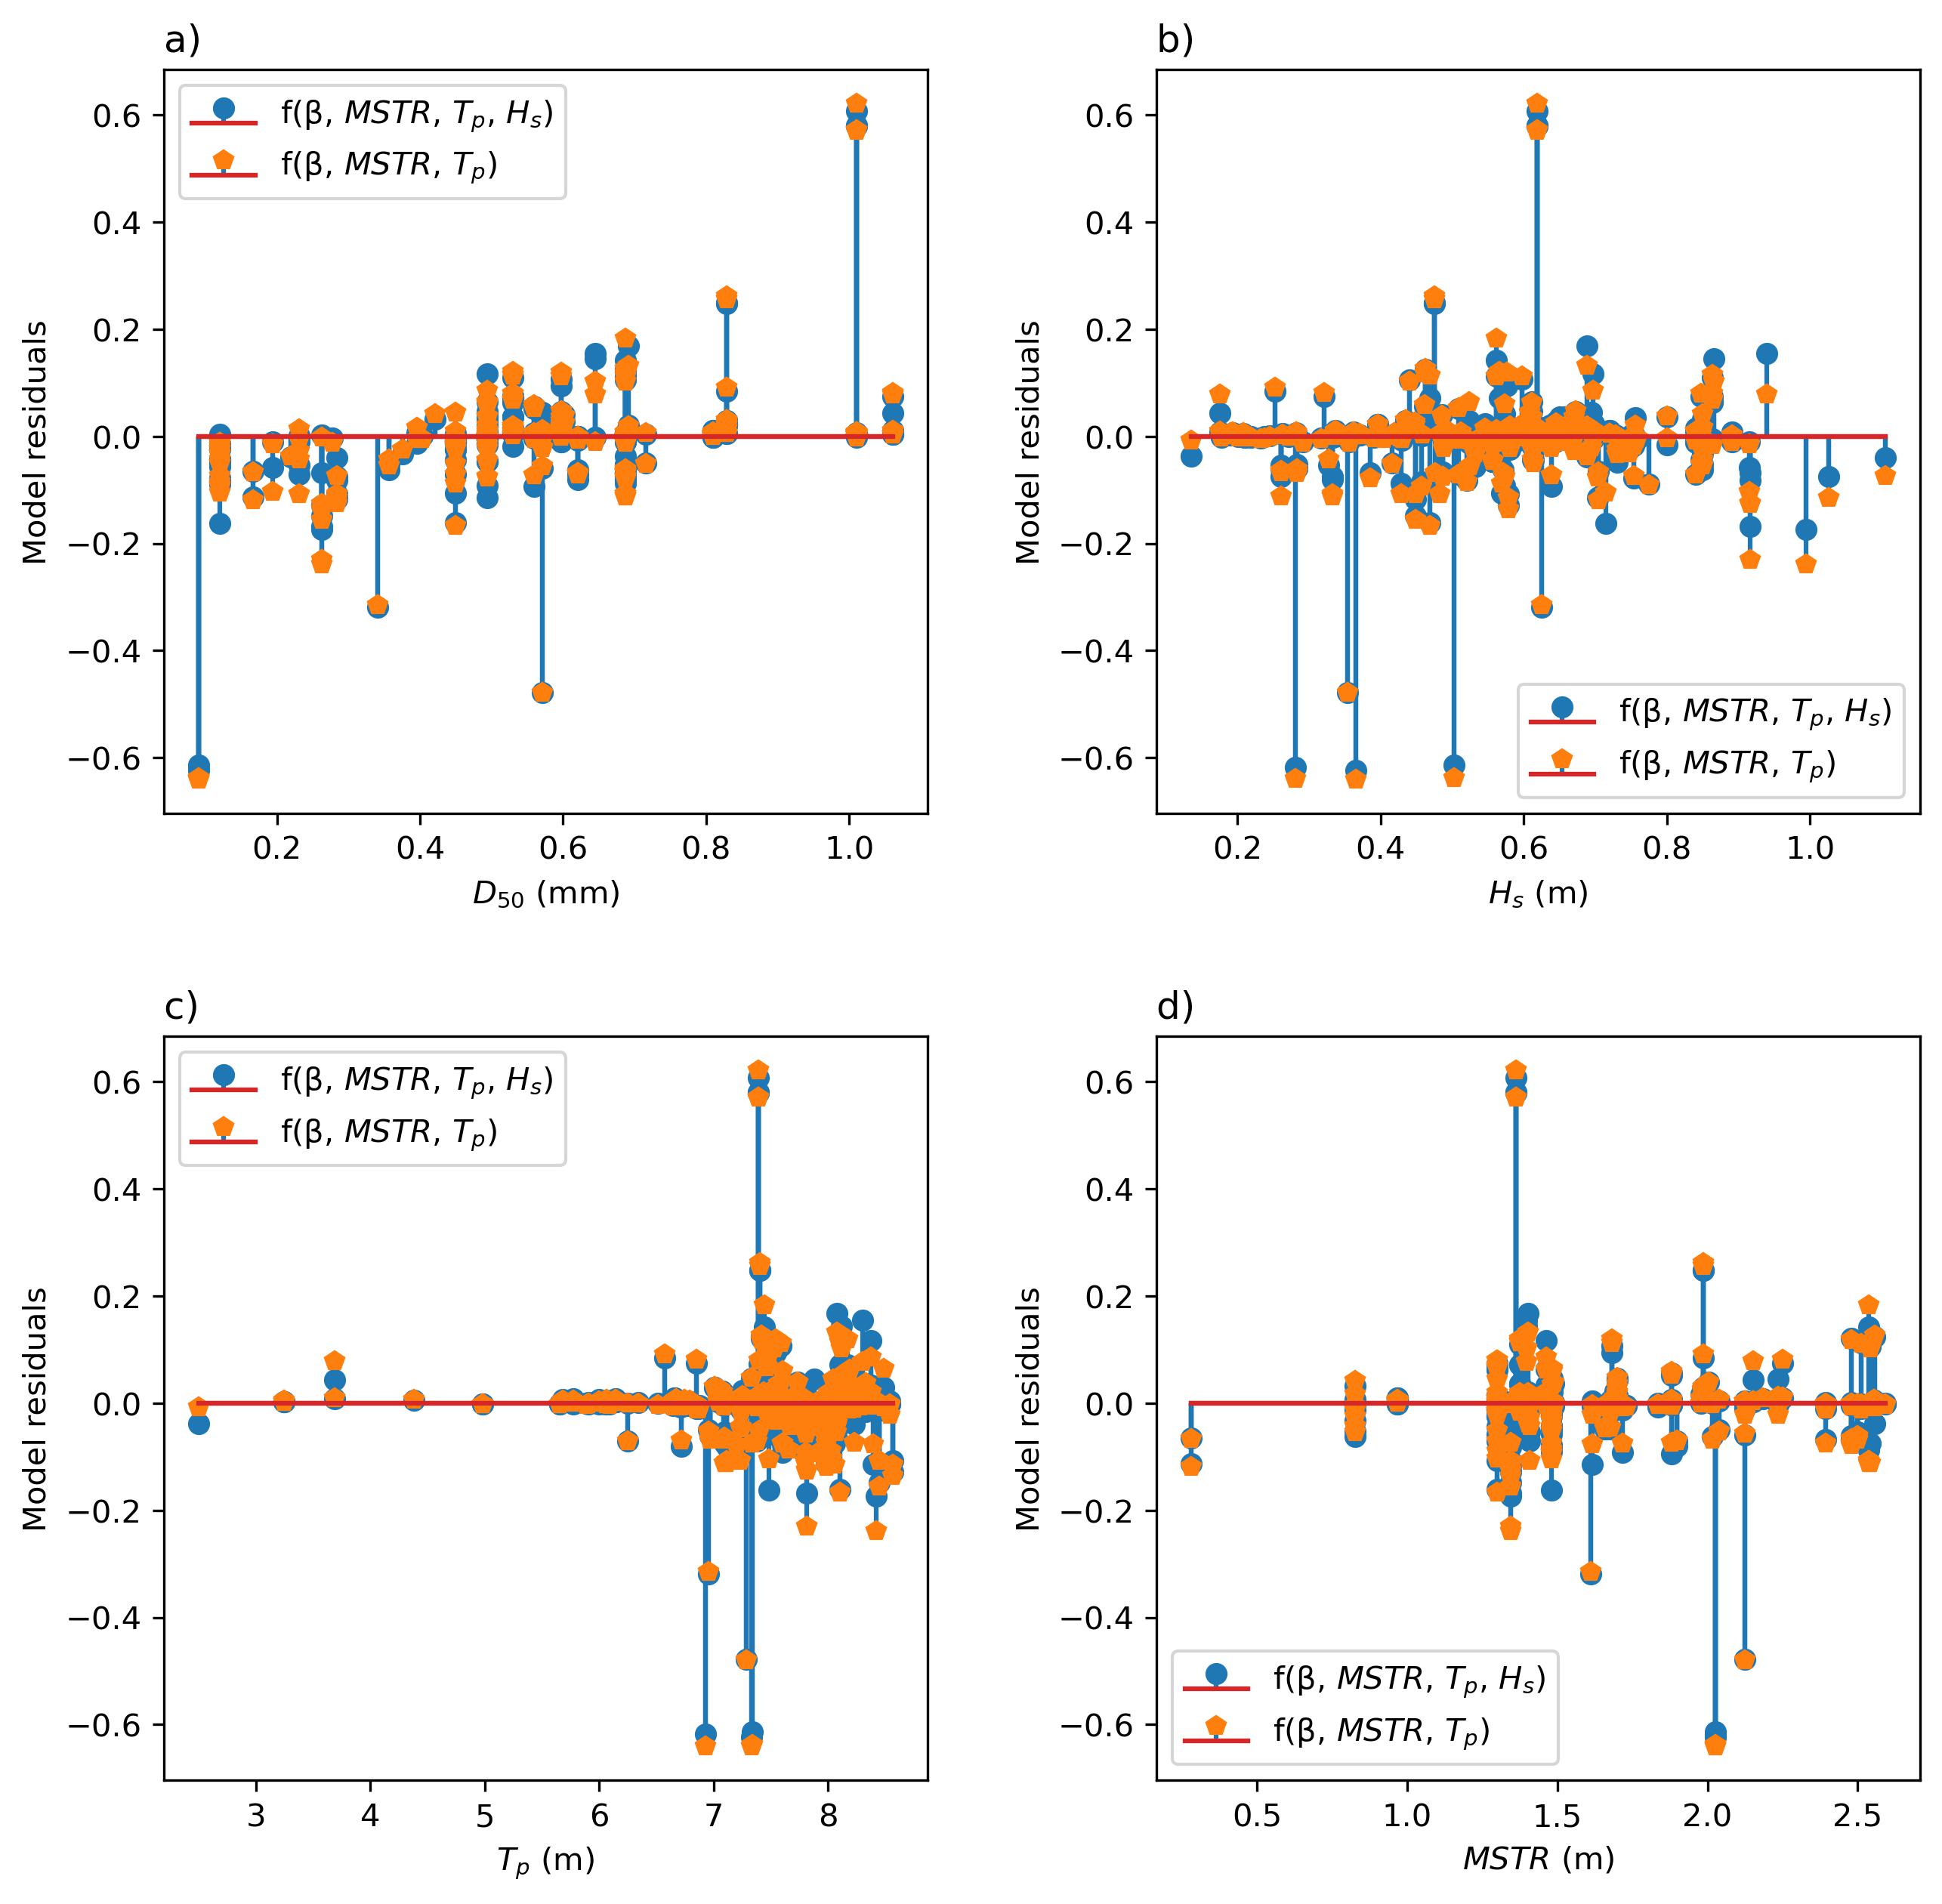 a)
f(β, MSTR, Tp, Hs)
f(β, MSTR, Tp)
0.6
0.4
0.2
0.0
−0.2
−0.4
−0.6
Model residuals
0.2 0.4 0.6 0.8 1.0
D50 (mm)
b)
0.6
0.4
0.2
0.0
−0.2
−0.4
−0.6
Model residuals
f(β, MSTR, Tp, Hs)
f(β, MSTR, Tp)
0.2 0.4 0.6 0.8 1.0
Hs (m)
c)
f(β, MSTR, Tp, Hs)
f(β, MSTR, Tp)
0.6
0.4
0.2
0.0
−0.2
−0.4
−0.6
Model residuals
3 4 5 6 7 8
Tp (m)
d)
0.6
0.4
0.2
0.0
−0.2
−0.4
−0.6
Model residuals
f(β, MSTR, Tp, Hs)
f(β, MSTR, Tp)
0.5 1.0 1.5 2.0 2.5
MSTR (m)